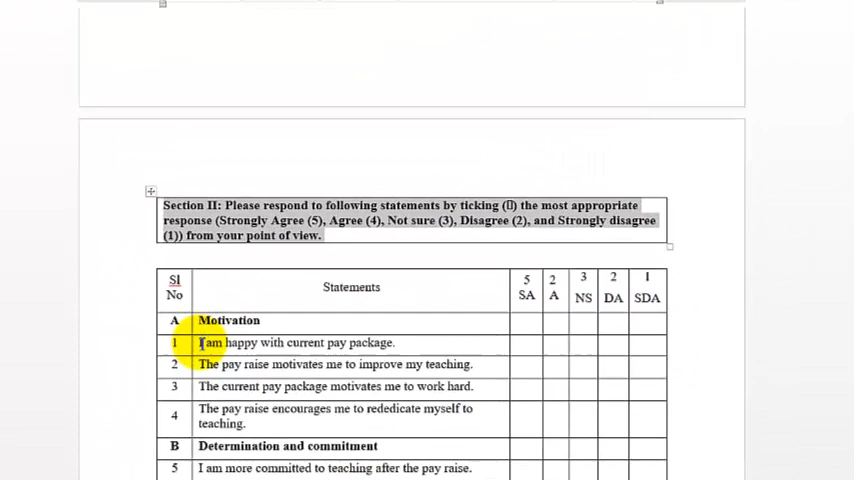 Section II: Please respond to following statements by ticking (▯) the most appropriate
response (Strongly Agree (5), Agree (4), Not sure (3), Disagree (2), and Strongly disagree
(1)) from your point of view.
Sl No Statements 5 SA 2 A 3 NS 2 DA 1 SDA
A Motivation
1 I am happy with current pay package.
2 The pay raise motivates me to improve my teaching.
3 The current pay package motivates me to work hard.
4 The pay raise encourages me to rededicate myself to
teaching.
B Determination and commitment
5 I am more committed to teaching after the pay raise.